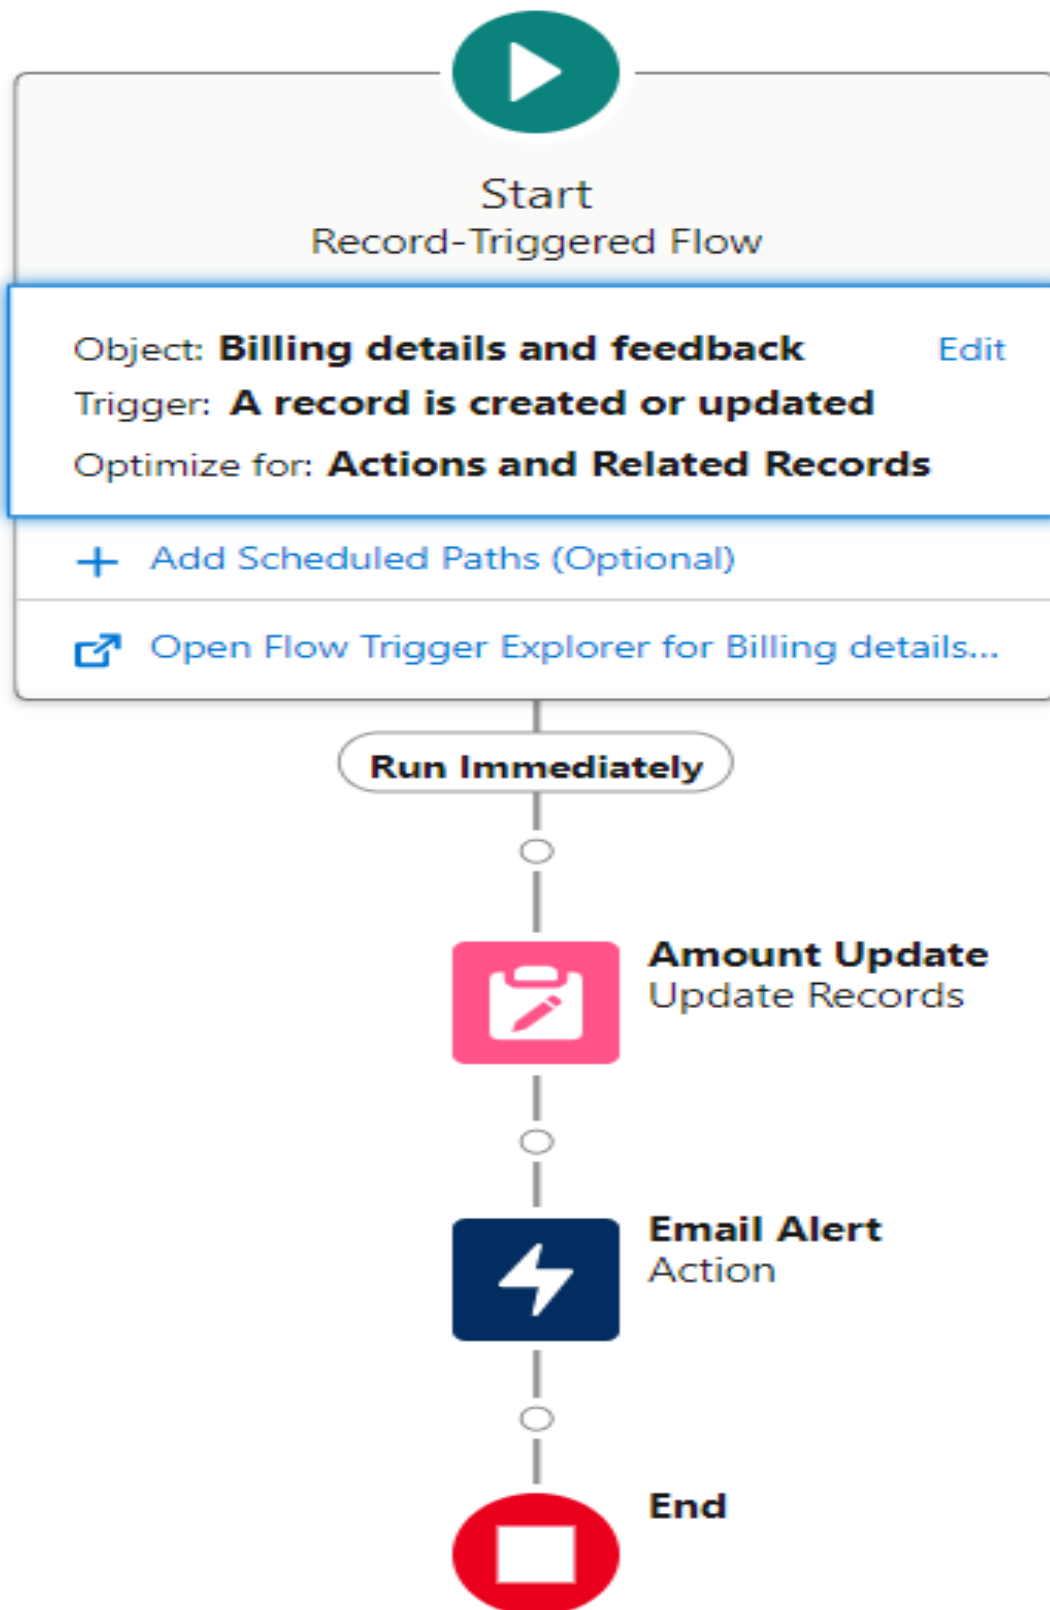 Start
Record-Triggered Flow
Object: Billing details and feedback Edit
Trigger: A record is created or updated
Optimize for: Actions and Related Records
+ Add Scheduled Paths (Optional)
Open Flow Trigger Explorer for Billing details...
Run Immediately
Amount Update
Update Records
Email Alert
Action
End